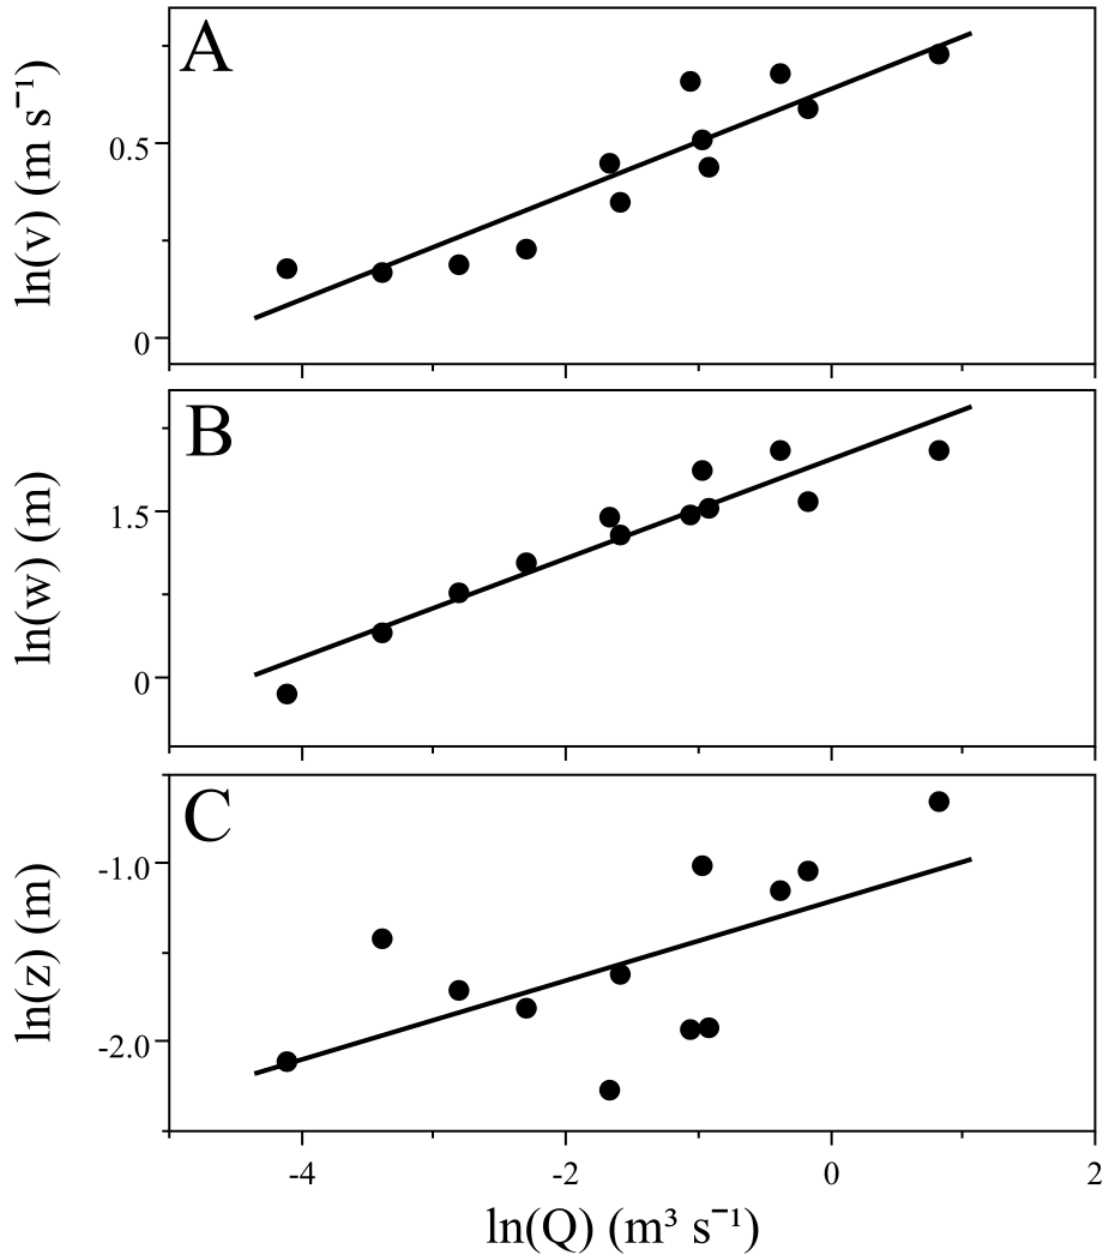 A
ln(v) (m s⁻¹)
0.5
0
B
ln(w) (m)
1.5
0
C
ln(z) (m)
-1.0
-2.0
-4 -2 0 2
ln(Q) (m³ s⁻¹)